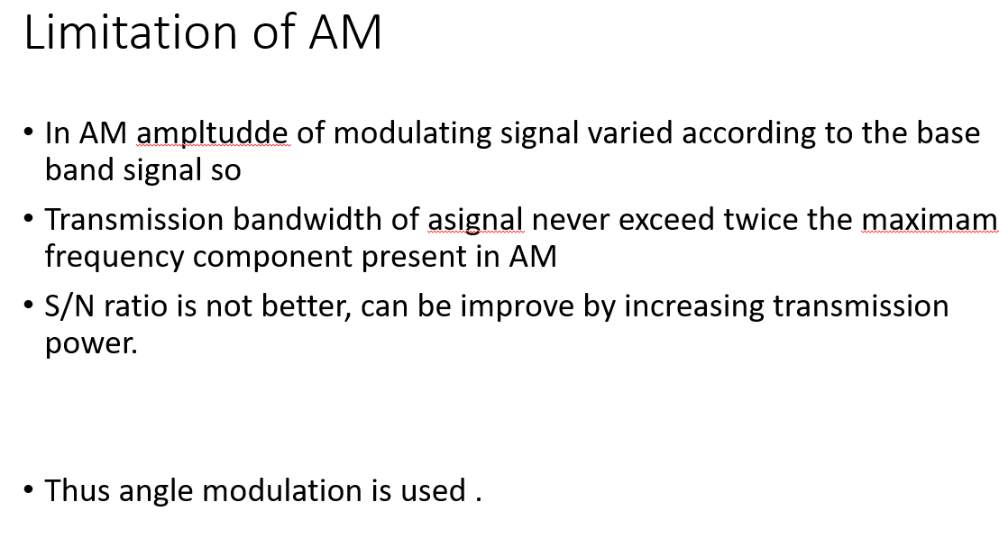 Limitation of AM
• In AM ampltudde of modulating signal varied according to the base
band signal so
• Transmission bandwidth of asignal never exceed twice the maximam
frequency component present in AM
• S/N ratio is not better, can be improve by increasing transmission
power.
• Thus angle modulation is used .